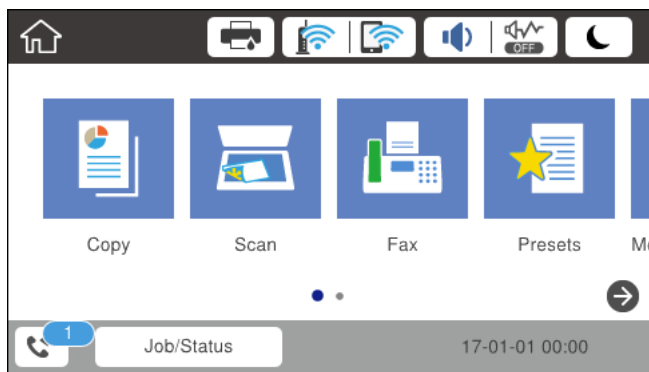 OFF
Copy
Scan
Fax
Presets
1
Job/Status
17-01-01 00:00